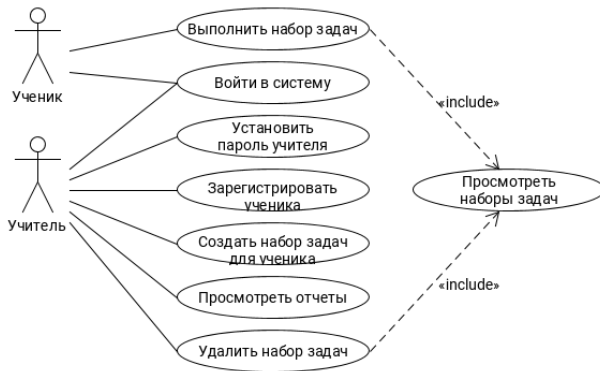 Выполнить набор задач
Войти в систему
«include»
Ученик
Установить
пароль учителя
Просмотреть
наборы задач
Зарегистрировать
ученика
Учитель
Создать набор задач
для ученика
«include»
Просмотреть отчеты
Удалить набор задач